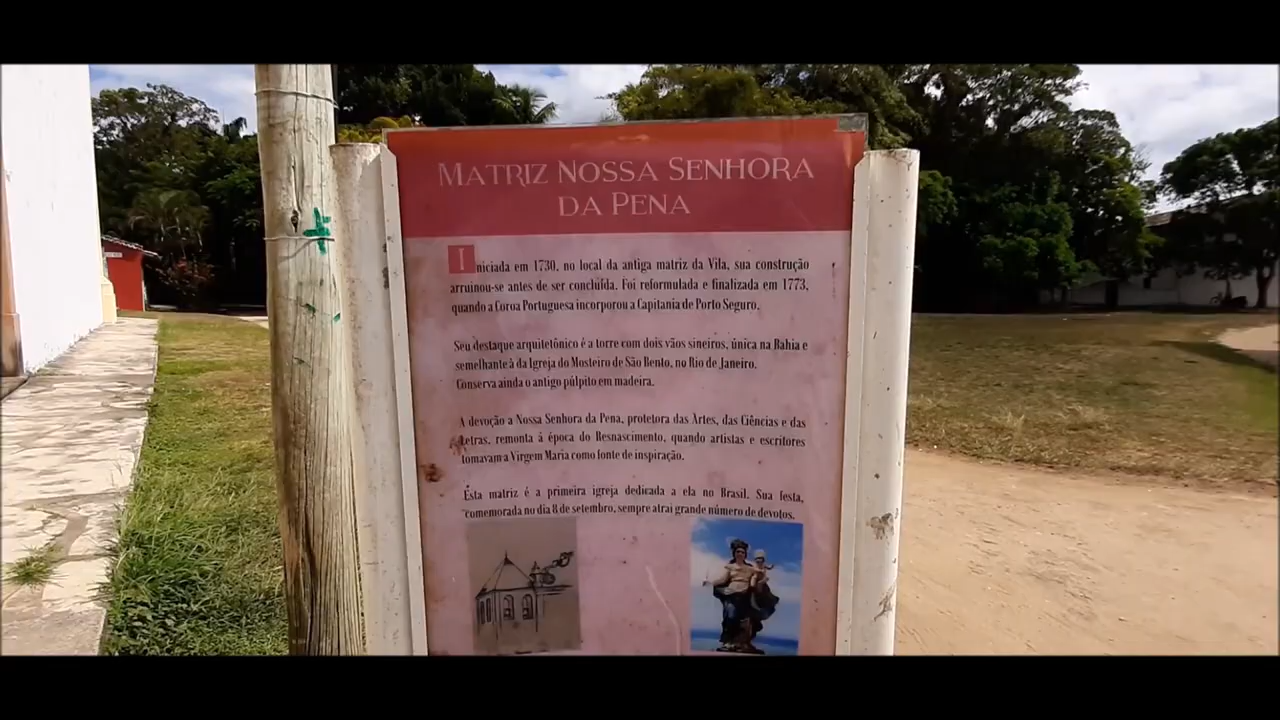 MATRIZ NOSSA SENHORA
DA PENA
Iniciada em 1730, no local da antiga matriz da Vila, sua construção
arruinou-se antes de ser concluída. Foi reformulada e finalizada em 1773,
quando a Coroa Portuguesa incorporou a Capitania de Porto Seguro.
Seu destaque arquitetônico é a torre com dois vãos sineiros, única na Bahia e
semelhante à da Igreja do Mosteiro de São Bento, no Rio de Janeiro.
Conserva ainda o antigo púlpito em madeira.
A devoção a Nossa Senhora da Pena, protetora das Artes, das Ciências e das
Letras, remonta à época do Resnascimento, quando artistas e escritores
tomavam a Virgem Maria como fonte de inspiração.
Esta matriz é a primeira igreja dedicada a ela no Brasil. Sua festa,
comemorada no dia 8 de setembro, sempre atrai grande número de devotos.